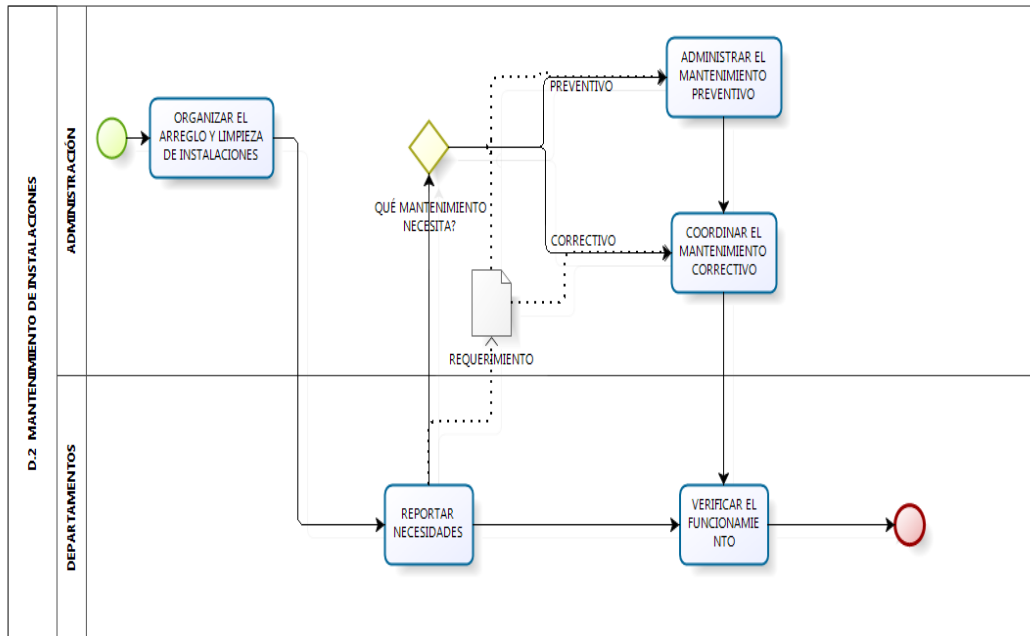 D.2 MANTENIMIENTO DE INSTALACIONES
ADMINISTRACIÓN
ORGANIZAR EL
ARREGLO Y LIMPIEZA
DE INSTALACIONES
QUÉ MANTENIMIENTO
NECESITA?
PREVENTIVO
CORRECTIVO
ADMINISTRAR EL
MANTENIMIENTO
PREVENTIVO
COORDINAR EL
MANTENIMIENTO
CORRECTIVO
REQUERIMIENTO
DEPARTAMENTOS
REPORTAR
NECESIDADES
VERIFICAR EL
FUNCIONAMIE
NTO